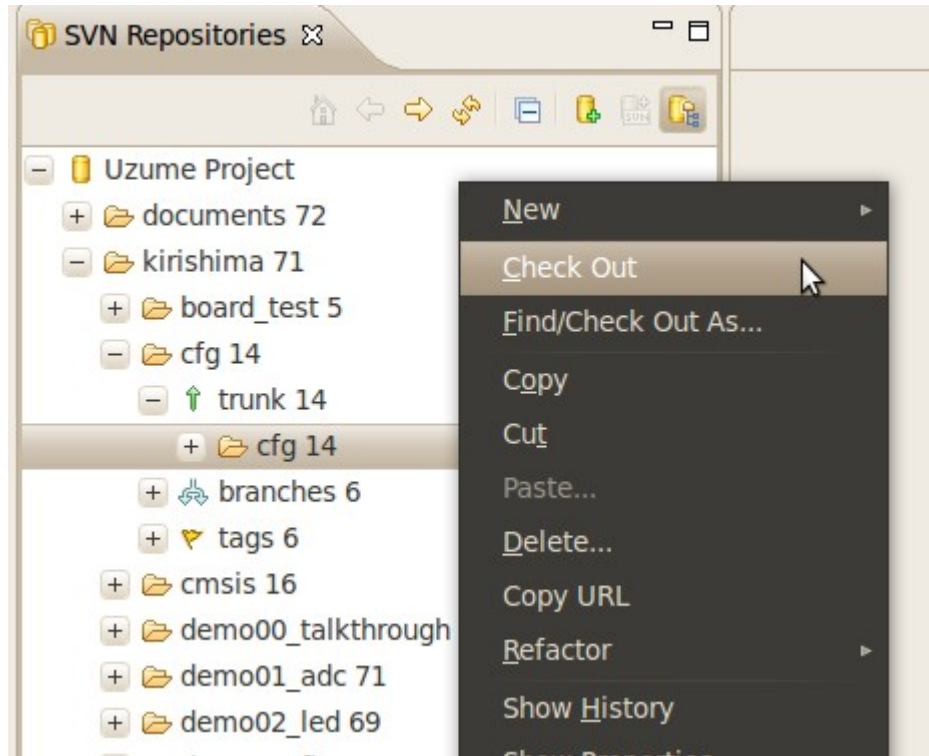 SVN Repositories
Uzume Project
documents 72
kirishima 71
board_test 5
cfg 14
trunk 14
cfg 14
branches 6
tags 6
cmsis 16
demo00_talkthrough
demo01_adc 71
demo02_led 69
New
Check Out
Find/Check Out As...
Copy
Cut
Paste...
Delete...
Copy URL
Refactor
Show History
Show Properties